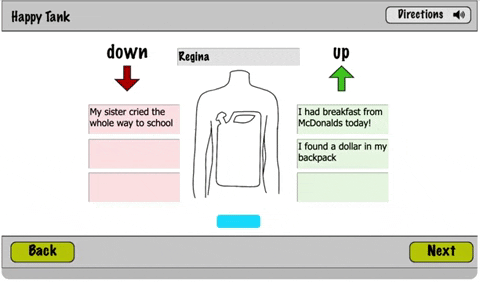 Happy Tank
Directions
down
Regina
up
My sister cried the
whole way to school
I had breakfast from
McDonalds today!
I found a dollar in my
backpack
Back
Next